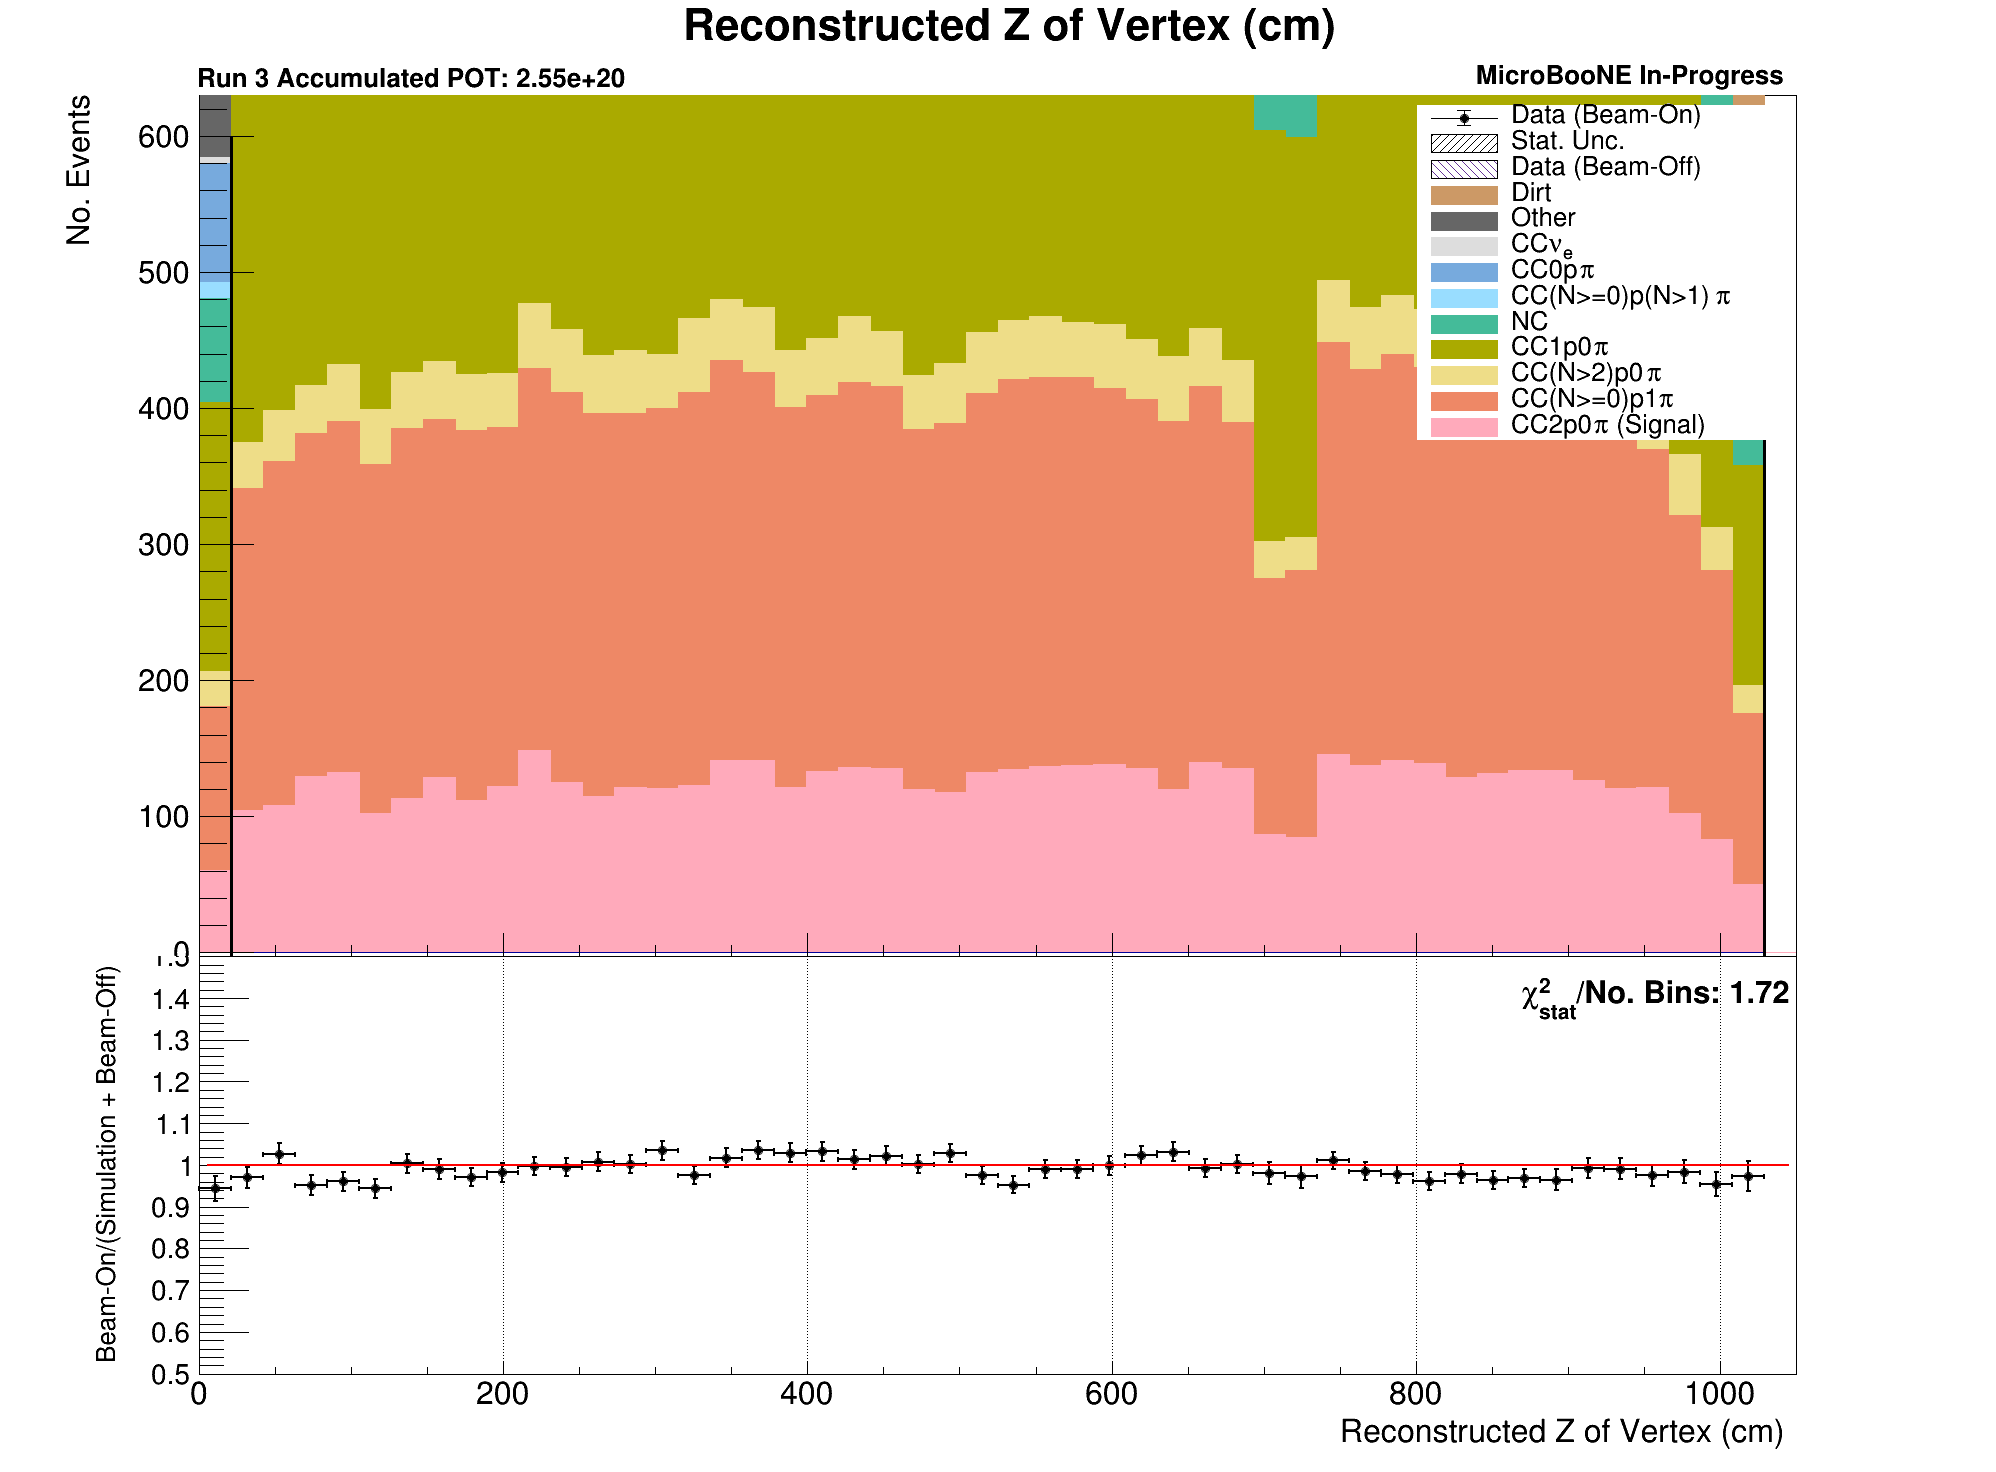 Reconstructed Z of Vertex (cm)
Run 3 Accumulated POT: 2.55e+20
MicroBooNE In-Progress
No. Events
600
500
400
300
200
100
0
Data (Beam-On)
Stat. Unc.
Data (Beam-Off)
Dirt
Other
CCνe
CC0pπ
CC(N>=0)p(N>1) π
NC
CC1p0π
CC(N>2)p0π
CC(N>=0)p1π
CC2p0π (Signal)
Beam-On/(Simulation + Beam-Off)
1.5
1.4
1.3
1.2
1.1
1
0.9
0.8
0.7
0.6
0.5
χ2stat/No. Bins: 1.72
0 200 400 600 800 1000
Reconstructed Z of Vertex (cm)